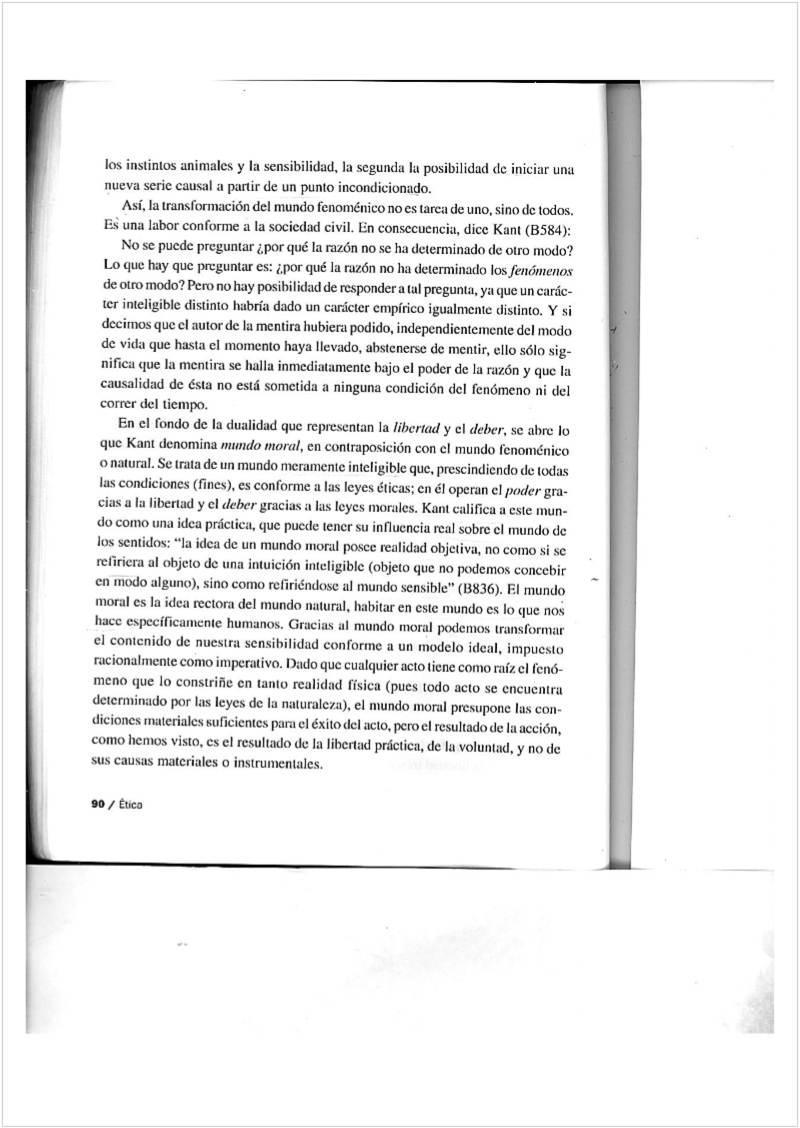 los instintos animales y la sensibilidad, la segunda la posibilidad de iniciar una
nueva serie causal a partir de un punto incondicionado.
Así, la transformación del mundo fenoménico no es tarea de uno, sino de todos.
Es una labor conforme a la sociedad civil. En consecuencia, dice Kant (B584):
No se puede preguntar ¿por qué la razón no se ha determinado de otro modo?
Lo que hay que preguntar es: ¿por qué la razón no ha determinado los fenómenos
de otro modo? Pero no hay posibilidad de responder a tal pregunta, ya que un carác-
ter inteligible distinto habría dado un carácter empírico igualmente distinto. Y si
decimos que el autor de la mentira hubiera podido, independientemente del modo
de vida que hasta el momento haya llevado, abstenerse de mentir, ello sólo sig-
nifica que la mentira se halla inmediatamente bajo el poder de la razón y que la
causalidad de ésta no está sometida a ninguna condición del fenómeno ni del
correr del tiempo.
En el fondo de la dualidad que representan la libertad y el deber, se abre lo
que Kant denomina mundo moral, en contraposición con el mundo fenoménico
o natural. Se trata de un mundo meramente inteligible que, prescindiendo de todas
las condiciones (fines), es conforme a las leyes éticas; en él operan el poder gra-
cias a la libertad y el deber gracias a las leyes morales. Kant califica a este mun-
do como una idea práctica, que puede tener su influencia real sobre el mundo de
los sentidos: “la idea de un mundo moral posee realidad objetiva, no como si se
refiriera al objeto de una intuición inteligible (objeto que no podemos concebir
en modo alguno), sino como refiriéndose al mundo sensible” (B836). El mundo
moral es la idea rectora del mundo natural, habitar en este mundo es lo que nos
hace específicamente humanos. Gracias al mundo moral podemos transformar
el contenido de nuestra sensibilidad conforme a un modelo ideal, impuesto
racionalmente como imperativo. Dado que cualquier acto tiene como raíz el fenó-
meno que lo constriñe en tanto realidad física (pues todo acto se encuentra
determinado por las leyes de la naturaleza), el mundo moral presupone las con-
diciones materiales suficientes para el éxito del acto, pero el resultado de la acción,
como hemos visto, es el resultado de la libertad práctica, de la voluntad, y no de
sus causas materiales o instrumentales.
90 / Ética